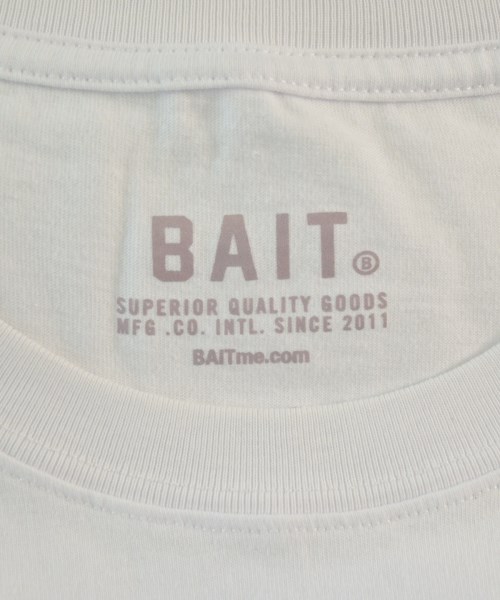 BAIT®
SUPERIOR QUALITY GOODS
MFG .CO. INTL. SINCE 2011
BAITme.com